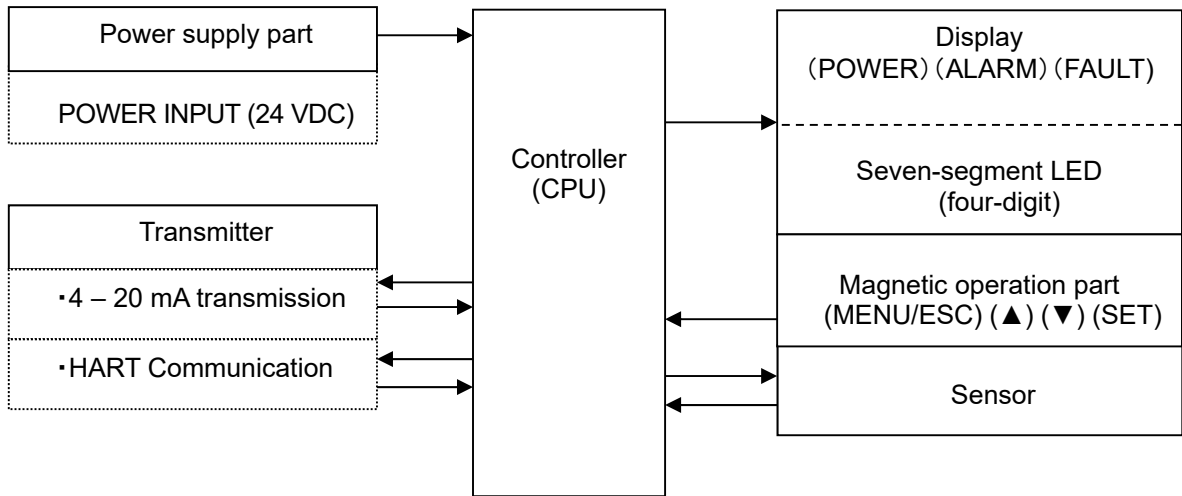 Power supply part
POWER INPUT (24 VDC)
Transmitter
・4 – 20 mA transmission
・HART Communication
Controller
(CPU)
Display
（POWER）（ALARM）（FAULT）
Seven-segment LED
(four-digit)
Magnetic operation part
(MENU/ESC) (▲) (▼) (SET)
Sensor